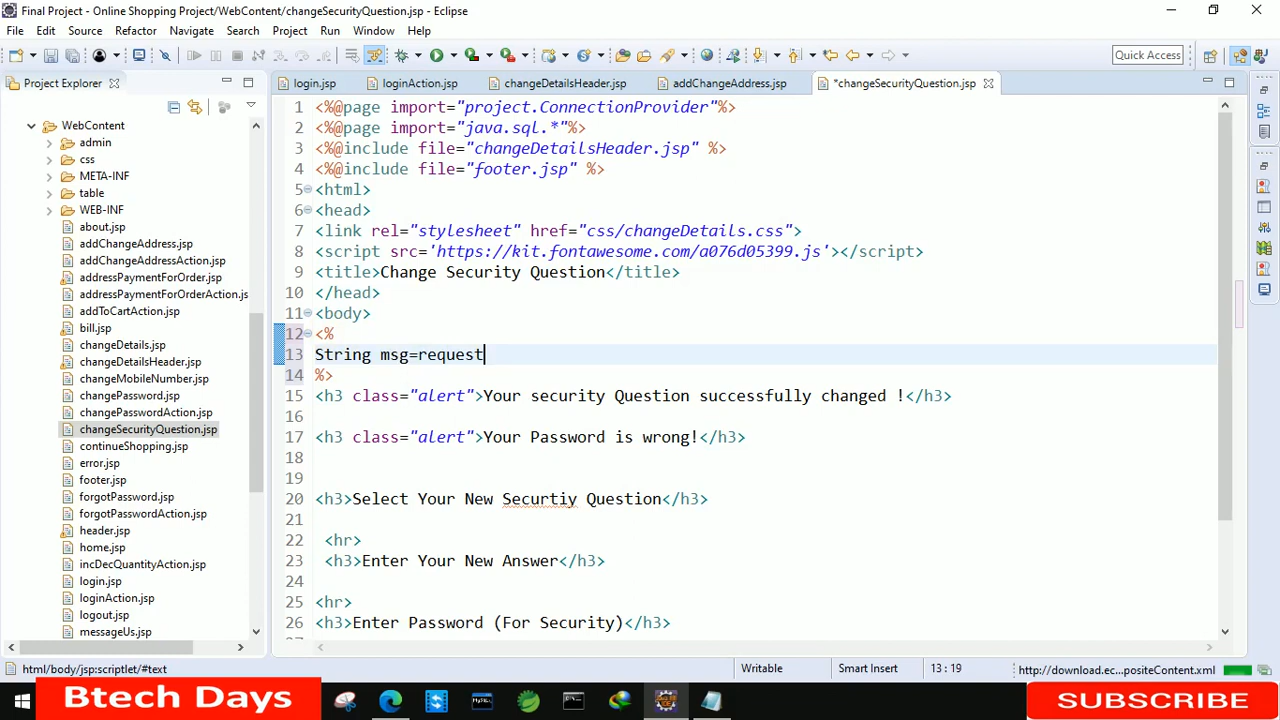 Final Project - Online Shopping Project/WebContent/changeSecurityQuestion.jsp - Eclipse
File Edit Source Refactor Navigate Search Project Run Window Help
Quick Access
Project Explorer
login.jsp loginAction.jsp changeDetailsHeader.jsp addChangeAddress.jsp *changeSecurityQuestion.jsp
WebContent
admin
css
META-INF
table
WEB-INF
about.jsp
addChangeAddress.jsp
addChangeAddressAction.jsp
addressPaymentForOrder.jsp
addressPaymentForOrderAction.js
addToCartAction.jsp
bill.jsp
changeDetails.jsp
changeDetailsHeader.jsp
changeMobileNumber.jsp
changePassword.jsp
changePasswordAction.jsp
changeSecurityQuestion.jsp
continueShopping.jsp
error.jsp
footer.jsp
forgotPassword.jsp
forgotPasswordAction.jsp
header.jsp
home.jsp
incDecQuantityAction.jsp
login.jsp
loginAction.jsp
logout.jsp
messageUs.jsp
1 <%@page import="project.ConnectionProvider"%>
2 <%@page import="java.sql.*"%>
3 <%@include file="changeDetailsHeader.jsp" %>
4 <%@include file="footer.jsp" %>
5 <html>
6 <head>
7 <link rel="stylesheet" href="css/changeDetails.css">
8 <script src='https://kit.fontawesome.com/a076d05399.js'></script>
9 <title>Change Security Question</title>
10 </head>
11 <body>
12 <%
13 String msg=request
14 %>
15 <h3 class="alert">Your security Question successfully changed !</h3>
16
17 <h3 class="alert">Your Password is wrong!</h3>
18
19
20 <h3>Select Your New Securtiy Question</h3>
21
22 <hr>
23 <h3>Enter Your New Answer</h3>
24
25 <hr>
26 <h3>Enter Password (For Security)</h3>
html/body/jsp:scriptlet/#text
Writable Smart Insert 13 : 19 http://download.ec...positeContent.xml
Btech Days
SUBSCRIBE